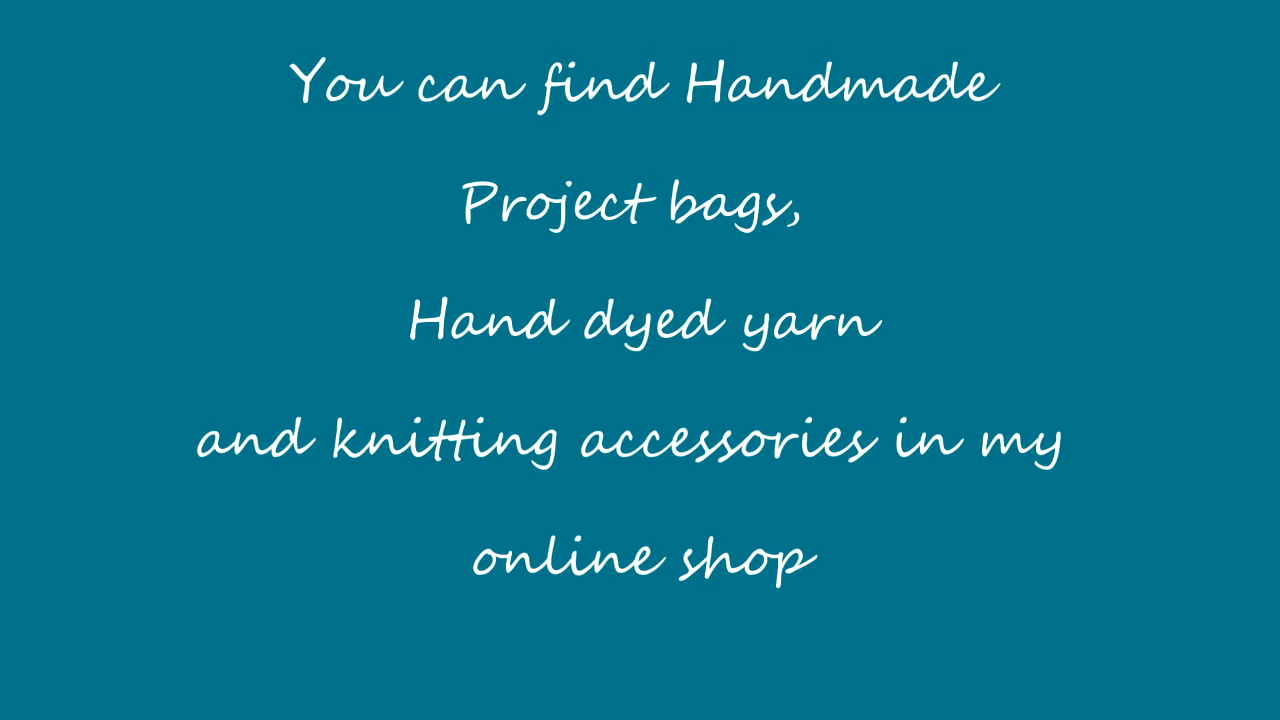 You can find Handmade
Project bags,
Hand dyed yarn
and knitting accessories in my
online shop